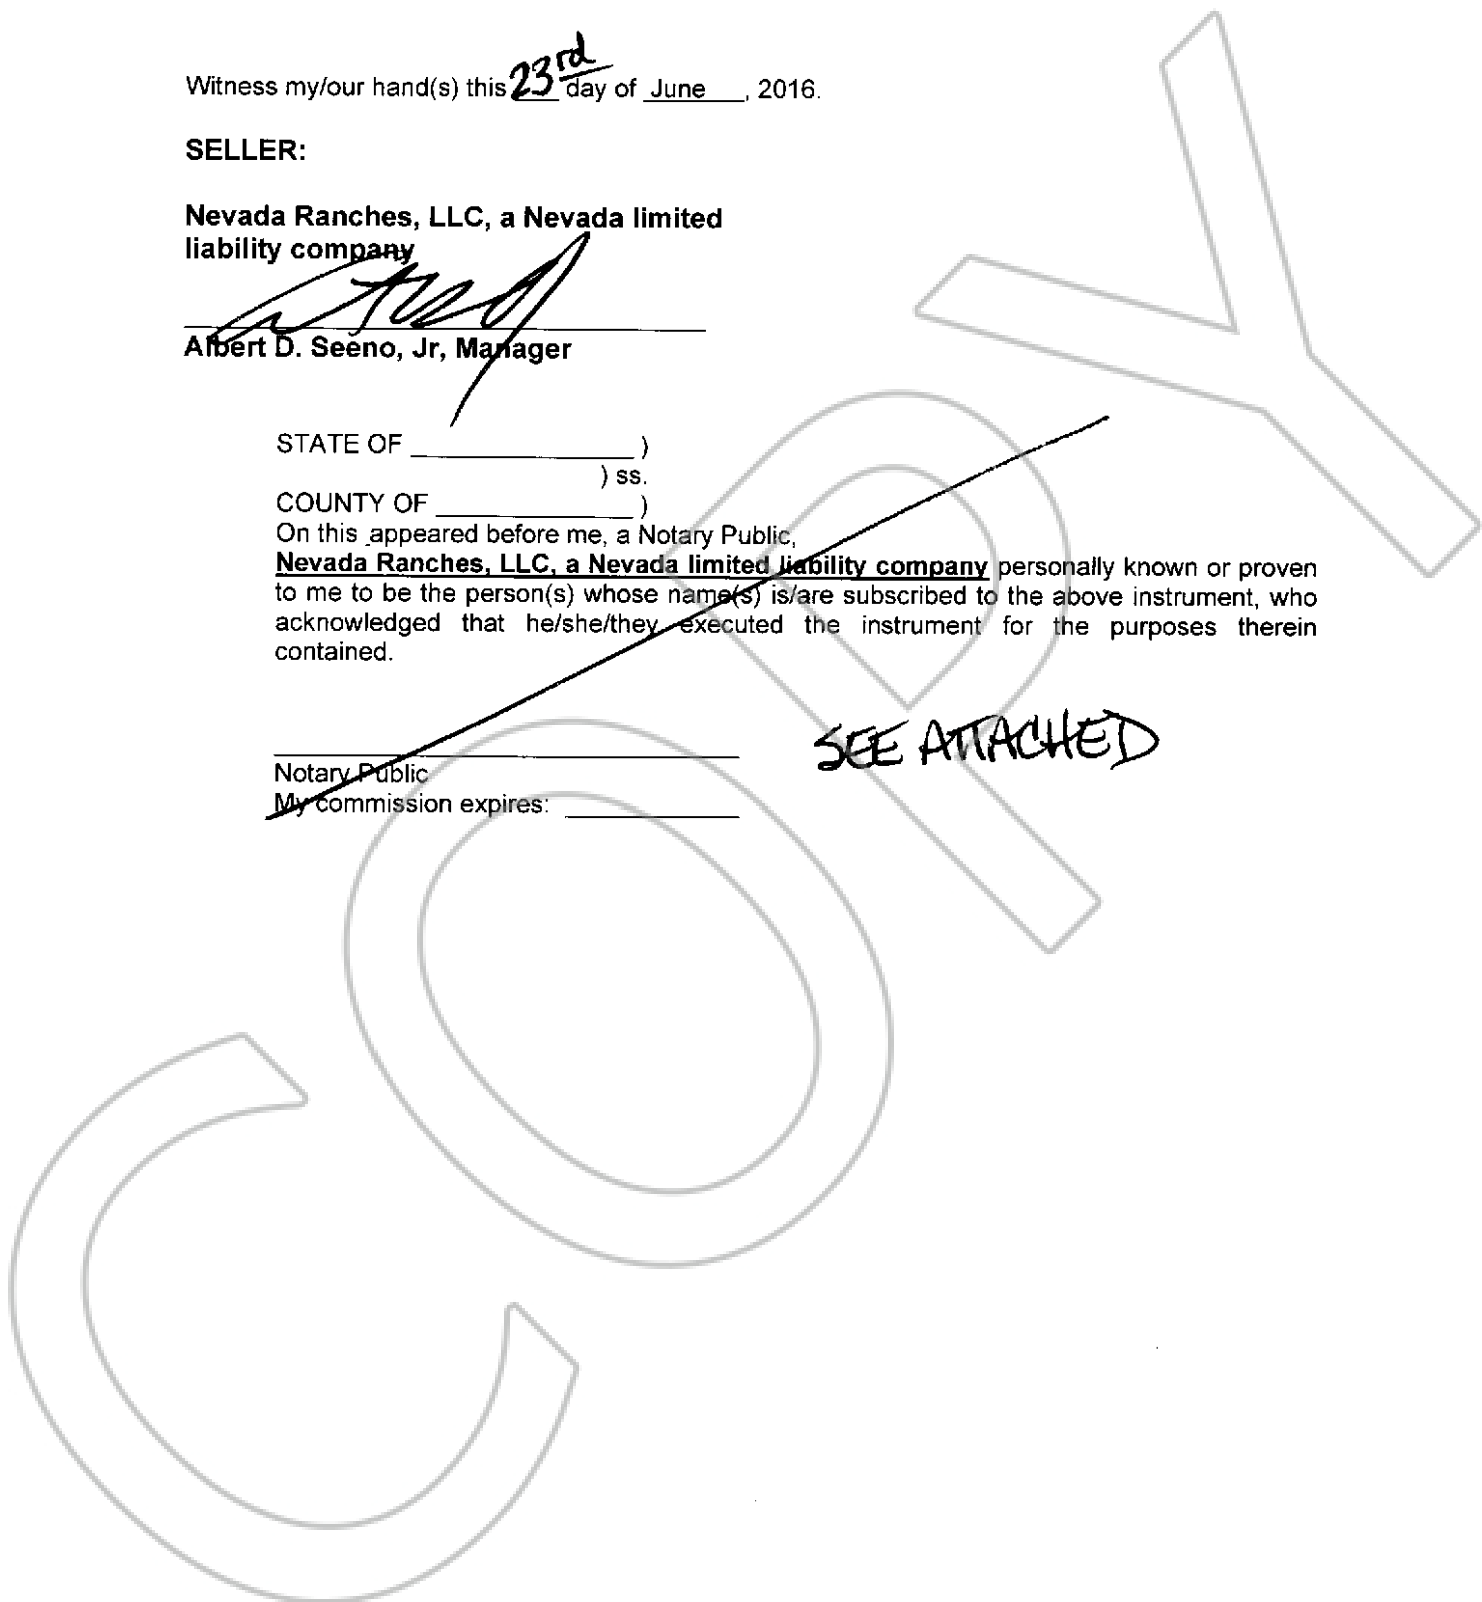 Witness my/our hand(s) this 23rd day of June, 2016.
SELLER:
Nevada Ranches, LLC, a Nevada limited
liability company
Albert D. Seeno, Jr, Manager
STATE OF ________________ )
) ss.
COUNTY OF ______________ )
On this appeared before me, a Notary Public,
Nevada Ranches, LLC, a Nevada limited liability company personally known or proven
to me to be the person(s) whose name(s) is/are subscribed to the above instrument, who
acknowledged that he/she/they executed the instrument for the purposes therein
contained.
SEE ATTACHED
Notary Public
My commission expires: ____________
COPY